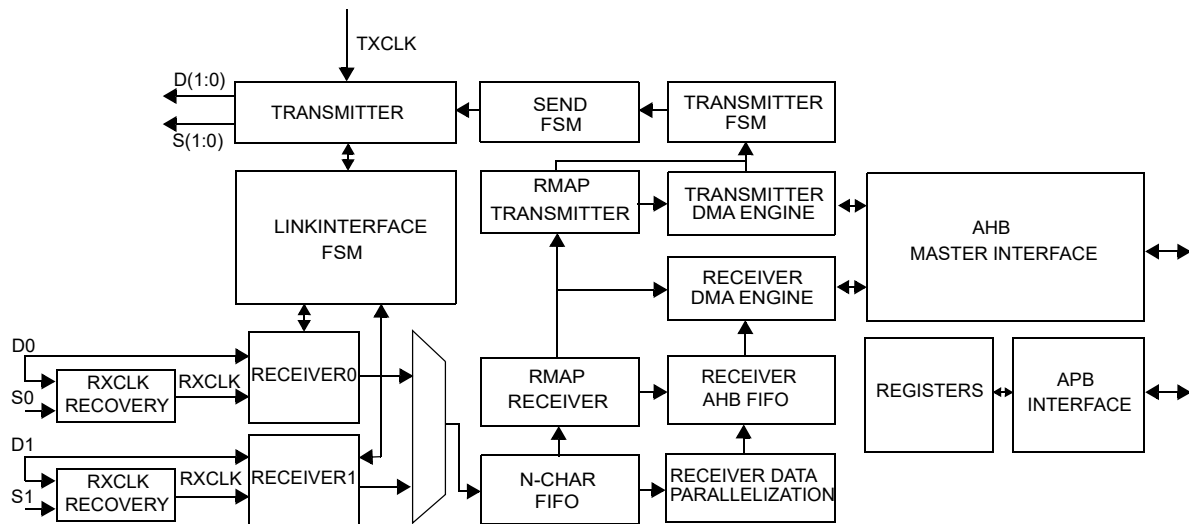 TXCLK
D(1:0)
S(1:0)
TRANSMITTER
SEND
FSM
TRANSMITTER
FSM
LINKINTERFACE
FSM
RMAP
TRANSMITTER
TRANSMITTER
DMA ENGINE
AHB
MASTER INTERFACE
RECEIVER
DMA ENGINE
D0
S0
RXCLK
RECOVERY
RXCLK
RECEIVER0
RMAP
RECEIVER
RECEIVER
AHB FIFO
REGISTERS
APB
INTERFACE
D1
S1
RXCLK
RECOVERY
RXCLK
RECEIVER1
N-CHAR
FIFO
RECEIVER DATA
PARALLELIZATION